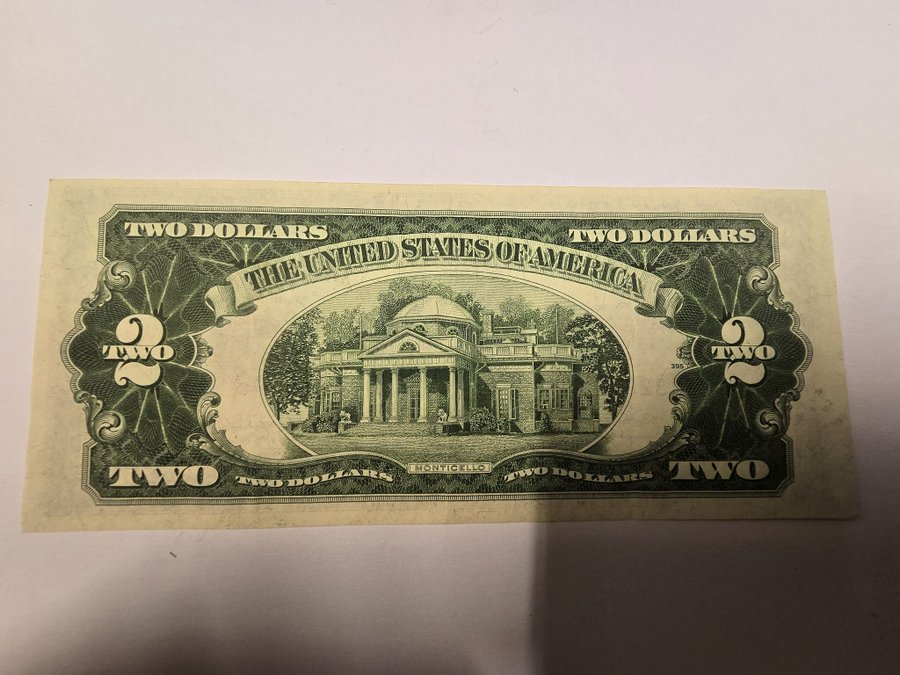 TWO DOLLARS TWO DOLLARS
THE UNITED STATES OF AMERICA
2 2
TWO TWO
MONTICELLO
TWO TWO DOLLARS TWO DOLLARS TWO